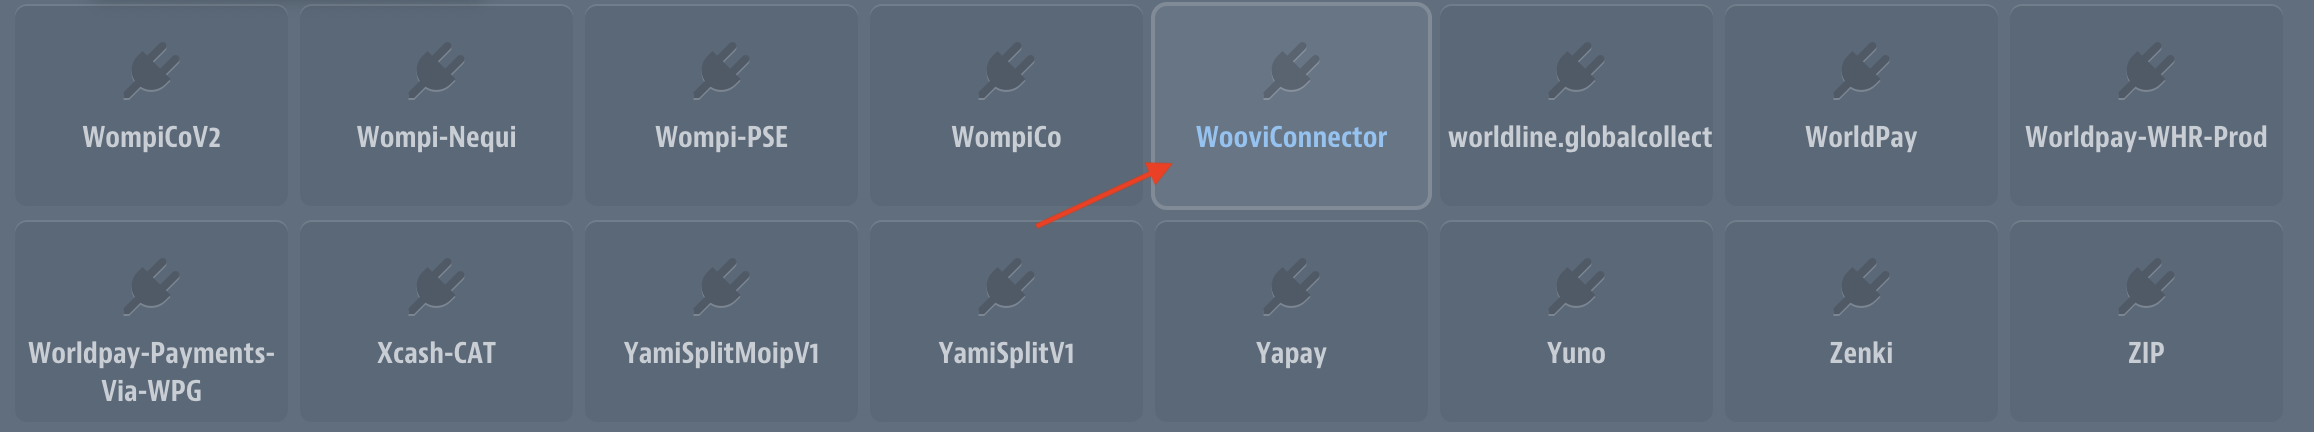 WompiCoV2
Wompi-Nequi
Wompi-PSE
WompiCo
WooviConnector
worldline.globalcollect
WorldPay
Worldpay-WHR-Prod
Worldpay-Payments-
Via-WPG
Xcash-CAT
YamiSplitMoipV1
YamiSplitV1
Yapay
Yuno
Zenki
ZIP